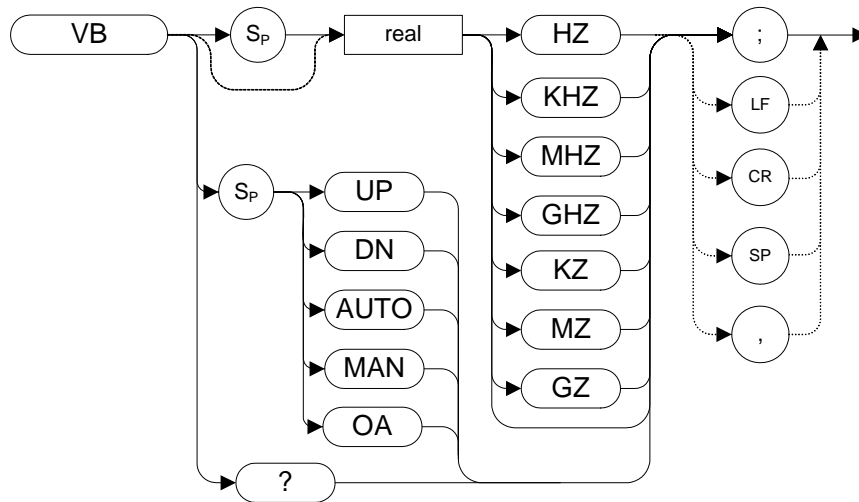 VB
SP
real
HZ
;
KHZ
LF
MHZ
CR
SP
UP
GHZ
DN
KZ
SP
AUTO
MZ
,
MAN
GZ
OA
?